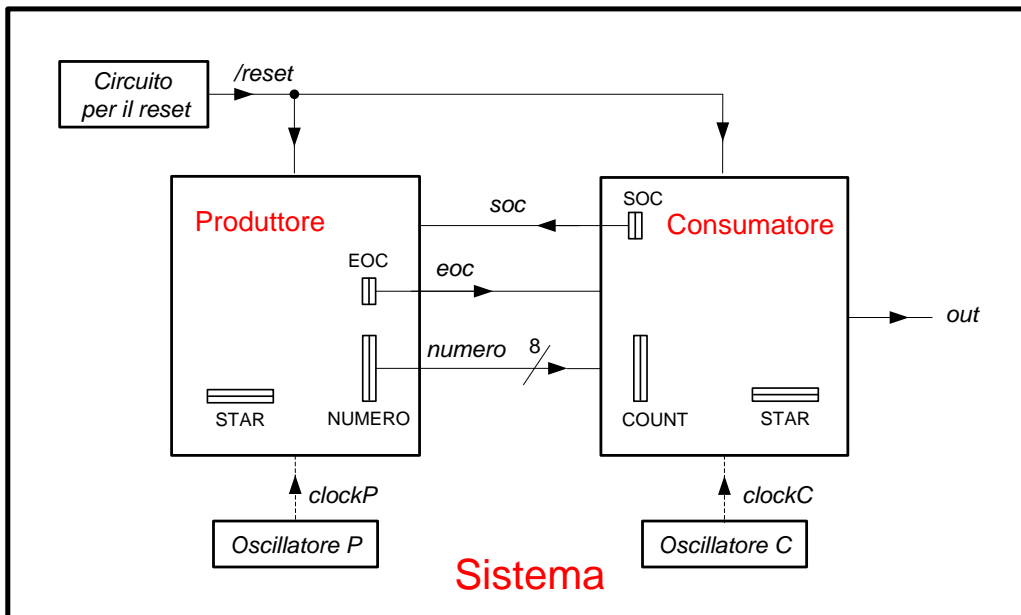 Circuito
per il reset
/reset
Produttore
soc
SOC
Consumatore
EOC
eoc
out
numero
8
STAR
NUMERO
COUNT
STAR
clockP
clockC
Oscillatore P
Oscillatore C
Sistema